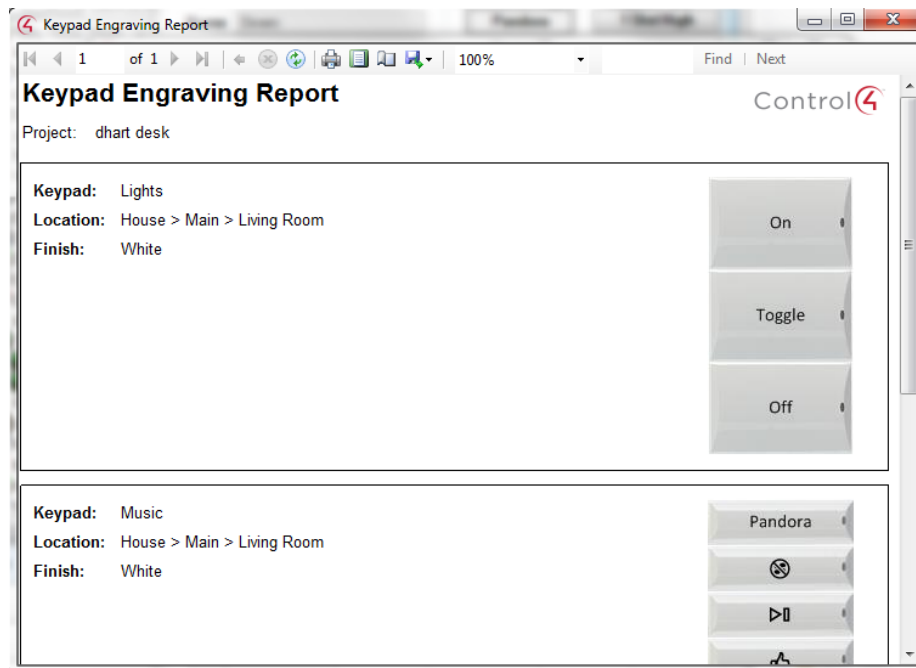 Keypad Engraving Report
1 of 1 100% Find | Next
Keypad Engraving Report
Control4
Project: dhart desk
Keypad: Lights
Location: House > Main > Living Room
Finish: White
On
Toggle
Off
Keypad: Music
Location: House > Main > Living Room
Finish: White
Pandora